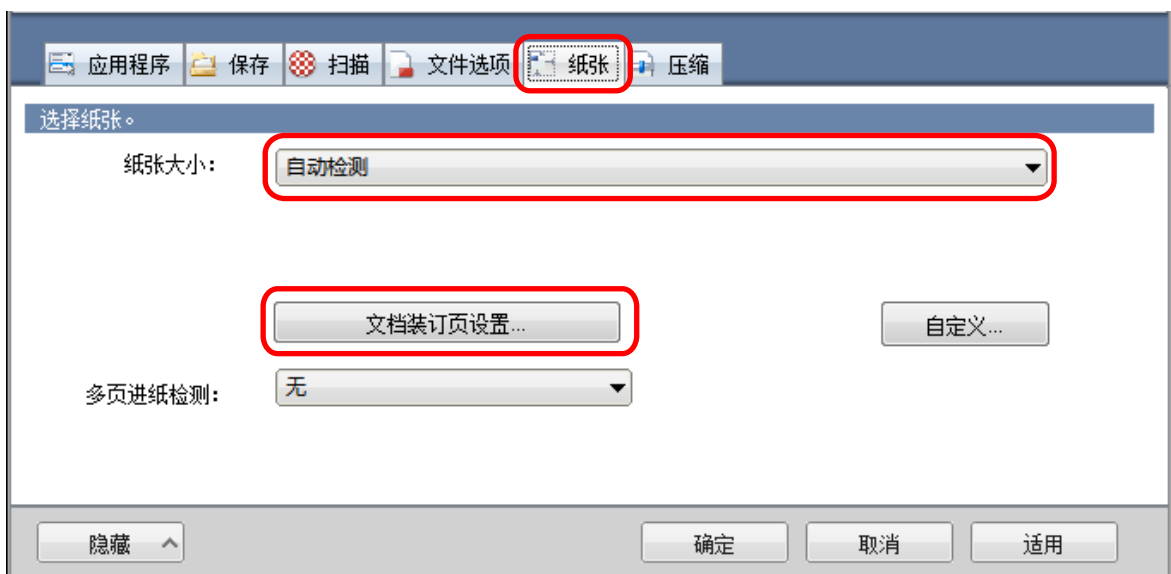 应用程序 保存 扫描 文件选项 纸张 压缩
选择纸张。
纸张大小: 自动检测
文档装订页设置... 自定义...
多页进纸检测: 无
隐藏 确定 取消 适用